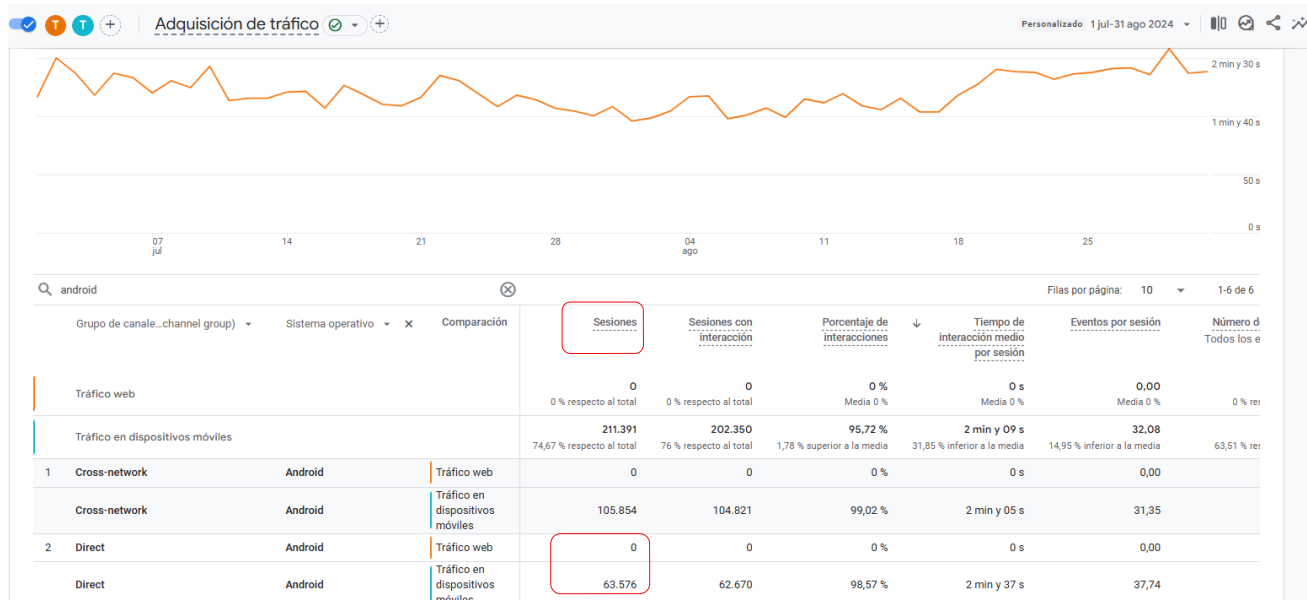 T T Adquisición de tráfico Personalizado 1 jul-31 ago 2024
2 min y 30 s
1 min y 40 s
50 s
0 s
07 14 21 28 04 11 18 25
jul ago
android Filas por página: 10 1-6 de 6
Grupo de canale...channel group) Sistema operativo Comparación Sesiones Sesiones con Porcentaje de Tiempo de Eventos por sesión Número d
interacción interacciones interacción medio Todos los e
por sesión
0 0 0 % 0 s 0,00
Tráfico web
0 % respecto al total 0 % respecto al total Media 0 % Media 0 % Media 0 % 0 % res
211.391 202.350 95,72 % 2 min y 09 s 32,08
Tráfico en dispositivos móviles
74,67 % respecto al total 76 % respecto al total 1,78 % superior a la media 31,85 % inferior a la media 14,95 % inferior a la media 63,51 % res
1 Cross-network Android Tráfico web 0 0 0 % 0 s 0,00
Tráfico en
Cross-network Android dispositivos 105.854 104.821 99,02 % 2 min y 05 s 31,35
móviles
2 Direct Android Tráfico web 0 0 0 % 0 s 0,00
Tráfico en
Direct Android dispositivos 63.576 62.670 98,57 % 2 min y 37 s 37,74
móviles